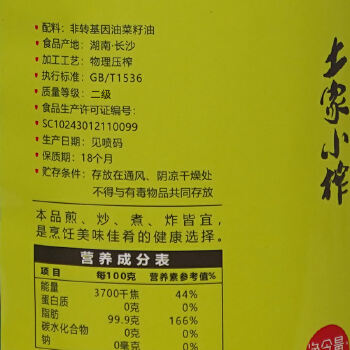 配料：非转基因油菜籽油
食品产地：湖南·长沙
加工工艺：物理压榨
执行标准：GB/T1536
质量等级：二级
食品生产许可证编号：
SC10243012110099
生产日期：见喷码
保质期：18个月
贮存条件：存放在通风、阴凉干燥处
不得与有毒物品共同存放
本品煎、炒、煮、炸皆宜，
是烹饪美味佳肴的健康选择。
营养成分表
项目 每100克 营养素参考值%
能量 3700千焦 44%
蛋白质 0克 0%
脂肪 99.9克 166%
碳水化合物 0克 0%
钠 0毫克 0%
土家小榨
净含量